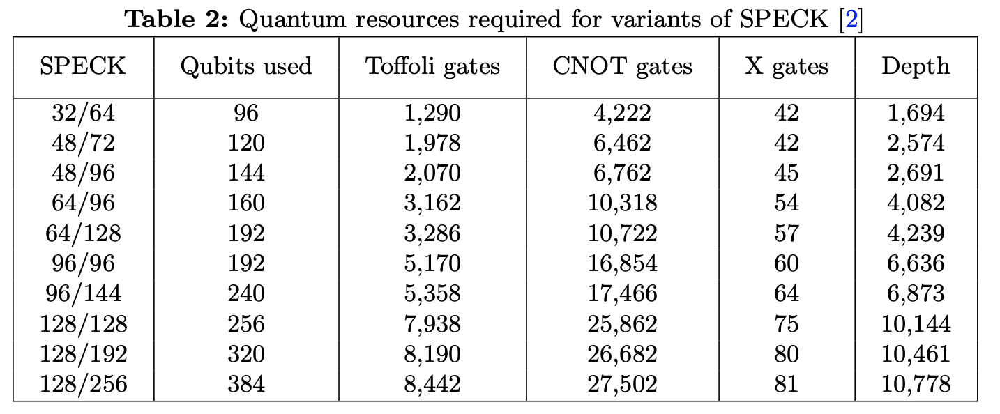 Table 2: Quantum resources required for variants of SPECK [2]
SPECK Qubits used Toffoli gates CNOT gates X gates Depth
32/64 96 1,290 4,222 42 1,694
48/72 120 1,978 6,462 42 2,574
48/96 144 2,070 6,762 45 2,691
64/96 160 3,162 10,318 54 4,082
64/128 192 3,286 10,722 57 4,239
96/96 192 5,170 16,854 60 6,636
96/144 240 5,358 17,466 64 6,873
128/128 256 7,938 25,862 75 10,144
128/192 320 8,190 26,682 80 10,461
128/256 384 8,442 27,502 81 10,778